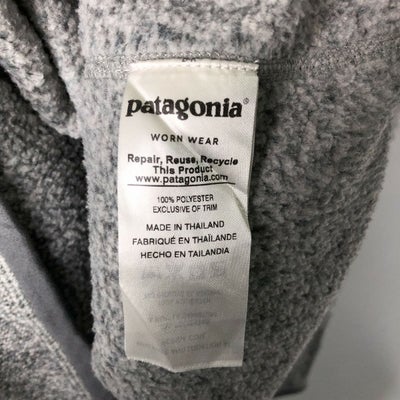 patagonia®
WORN WEAR
Repair, Reuse, Recycle
This Product
www.patagonia.com
100% POLYESTER
EXCLUSIVE OF TRIM
MADE IN THAILAND
FABRIQUÉ EN THAÏLANDE
HECHO EN TAILANDIA